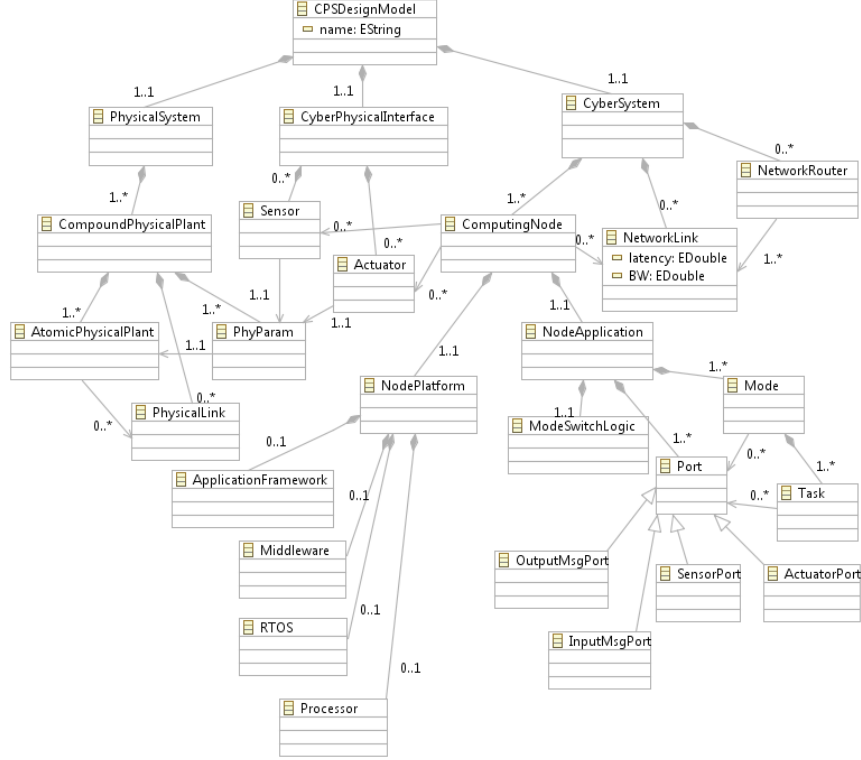 CPSDesignModel
name: EString
1..1
1..1
1..1
PhysicalSystem
CyberPhysicalInterface
CyberSystem
0..*
0..*
NetworkRouter
1..*
1..*
0..*
Sensor
CompoundPhysicalPlant
0..*
ComputingNode
0..*
NetworkLink
latency: EDouble
BW: EDouble
0..*
1..*
Actuator
1..1
0..*
1..*
1..*
1..1
1..1
AtomicPhysicalPlant
1..1
PhyParam
NodeApplication
1..1
1..*
NodePlatform
Mode
0..*
0..*
PhysicalLink
1..1
ModeSwitchLogic
0..1
1..*
0..*
Port
1..*
ApplicationFramework
0..1
0..*
Task
Middleware
OutputMsgPort
SensorPort
ActuatorPort
0..1
RTOS
InputMsgPort
0..1
Processor